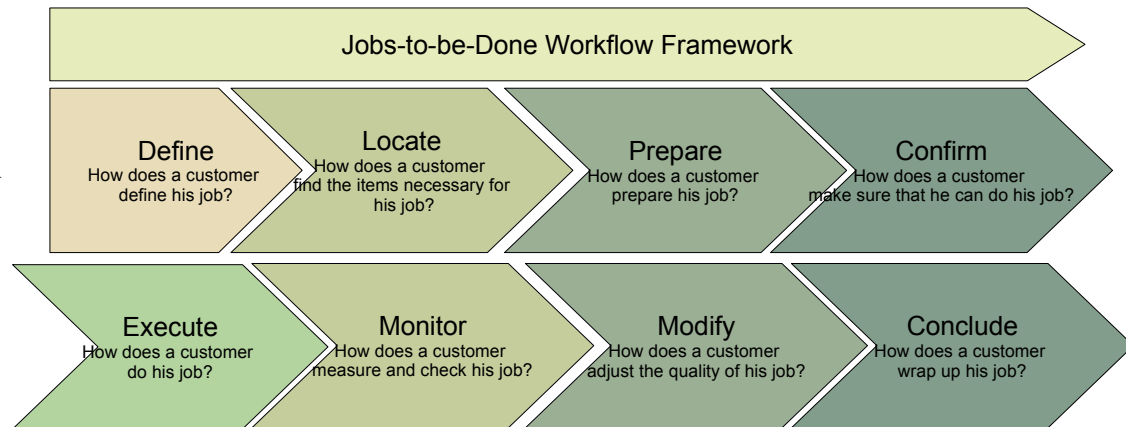 Jobs-to-be-Done Workflow Framework
Define
How does a customer
define his job?
Locate
How does a customer
find the items necessary for
his job?
Prepare
How does a customer
prepare his job?
Confirm
How does a customer
make sure that he can do his job?
Execute
How does a customer
do his job?
Monitor
How does a customer
measure and check his job?
Modify
How does a customer
adjust the quality of his job?
Conclude
How does a customer
wrap up his job?